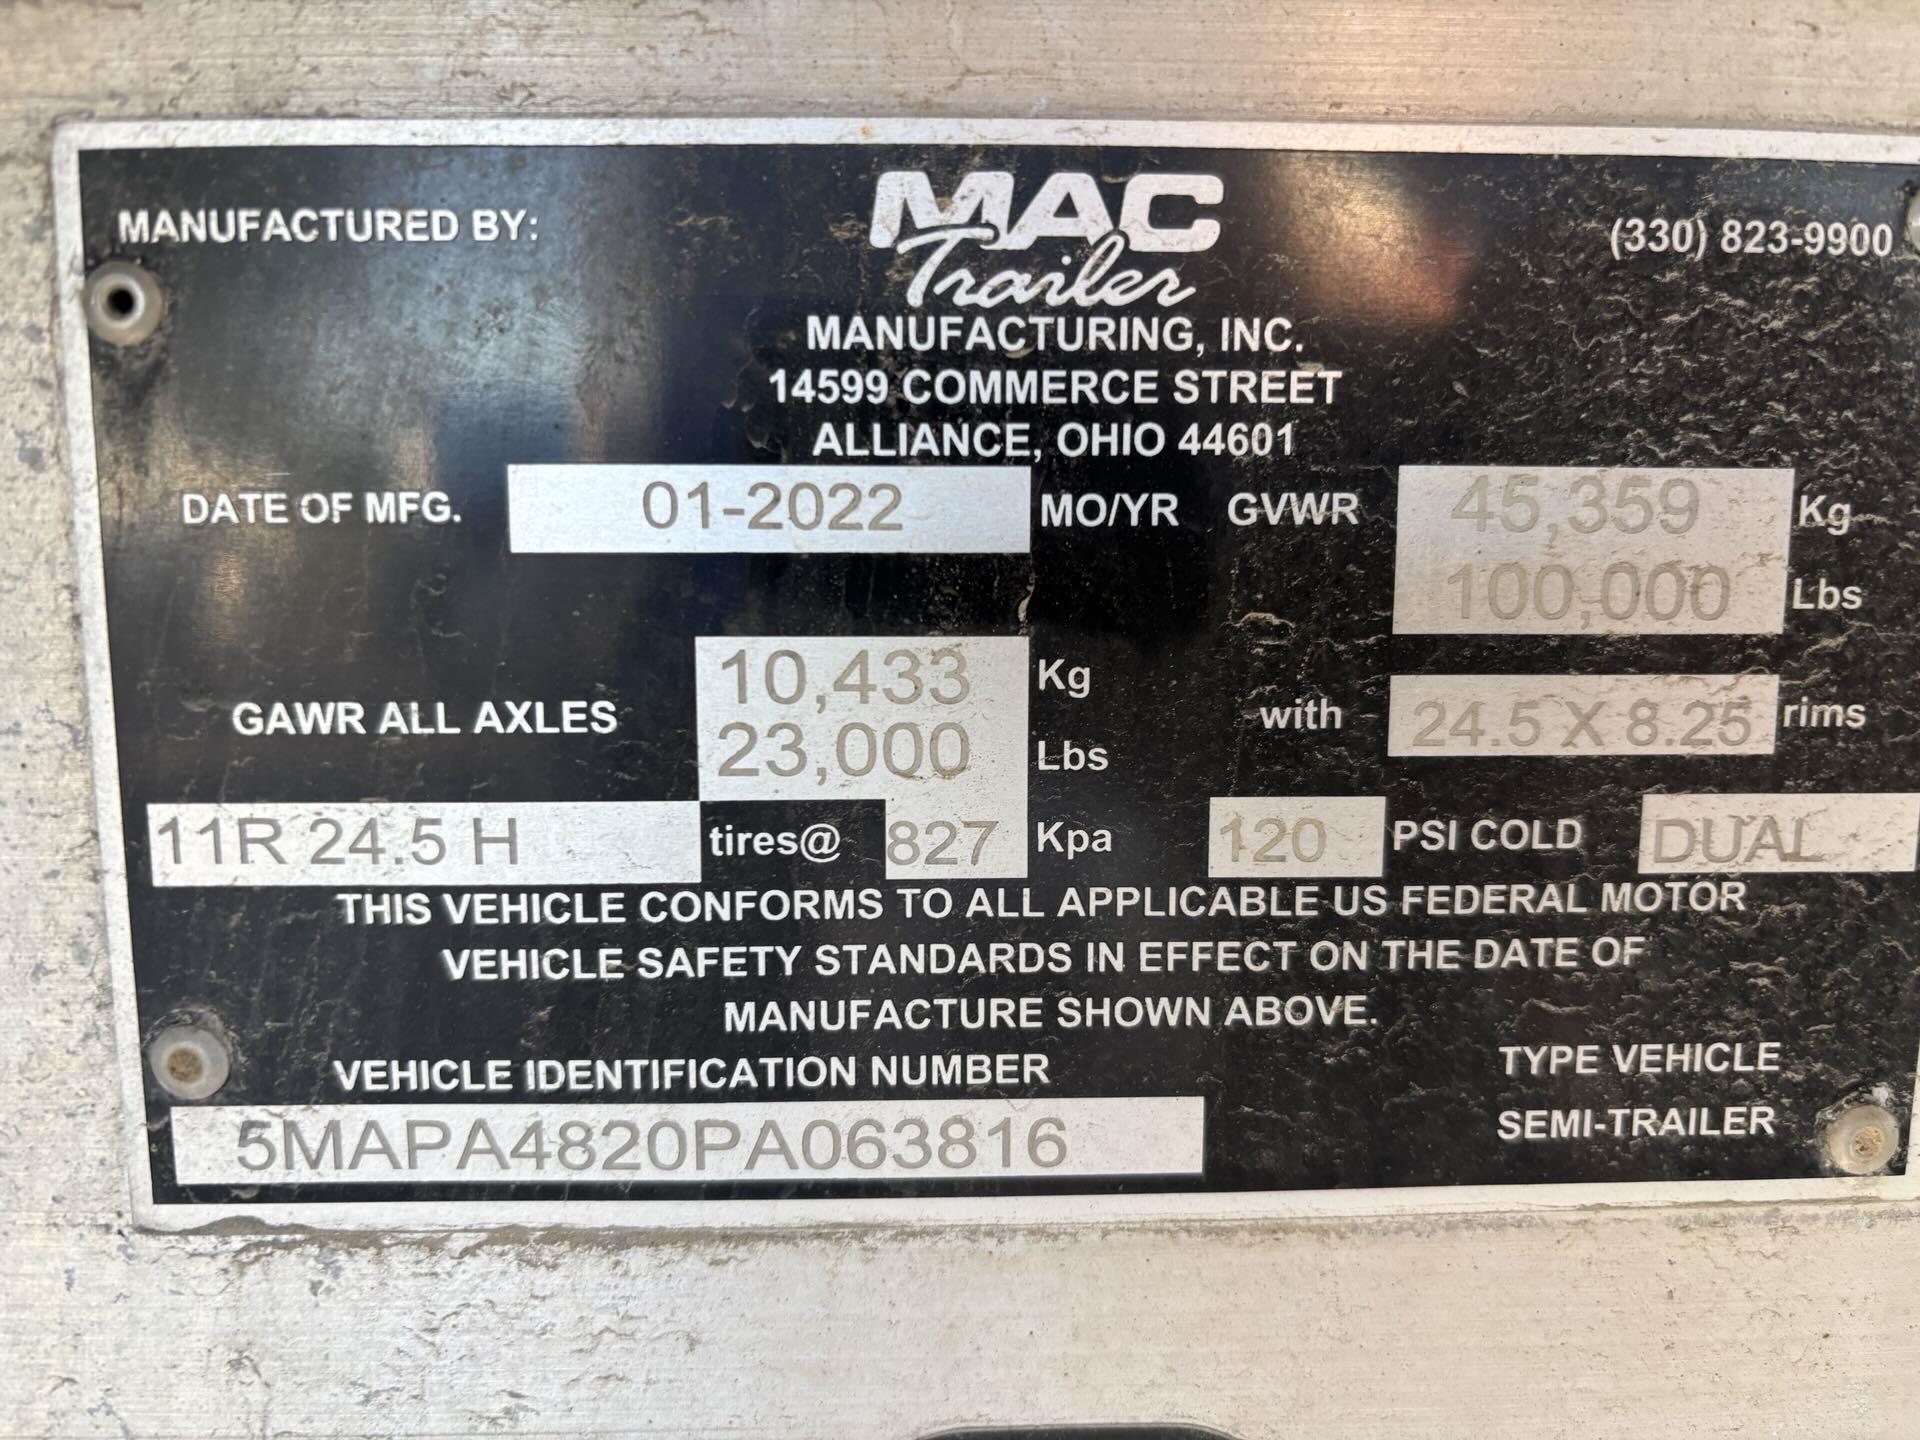 MANUFACTURED BY:
MAC
Trailer
(330) 823-9900
MANUFACTURING, INC.
14599 COMMERCE STREET
ALLIANCE, OHIO 44601
DATE OF MFG. 01-2022 MO/YR GVWR 45,359 Kg
100,000 Lbs
GAWR ALL AXLES 10,433 Kg
23,000 Lbs
with 24.5 X 8.25 rims
11R 24.5 H tires@ 827 Kpa 120 PSI COLD DUAL
THIS VEHICLE CONFORMS TO ALL APPLICABLE US FEDERAL MOTOR
VEHICLE SAFETY STANDARDS IN EFFECT ON THE DATE OF
MANUFACTURE SHOWN ABOVE.
VEHICLE IDENTIFICATION NUMBER
5MAPA4820PA063816
TYPE VEHICLE
SEMI-TRAILER